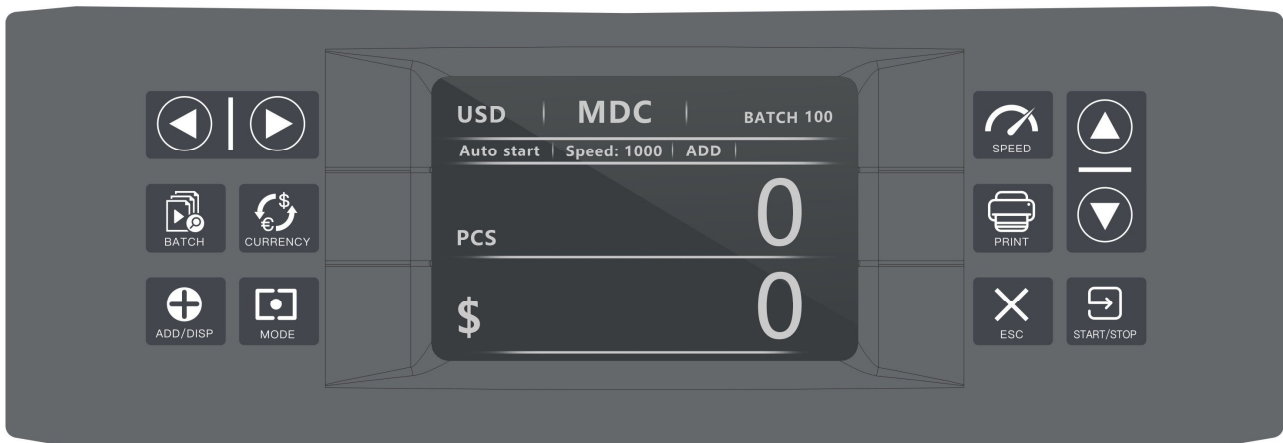 USD MDC BATCH 100
Auto start Speed: 1000 ADD
PCS 0
$ 0
BATCH
$
€
CURRENCY
ADD/DISP
MODE
SPEED
PRINT
ESC
START/STOP